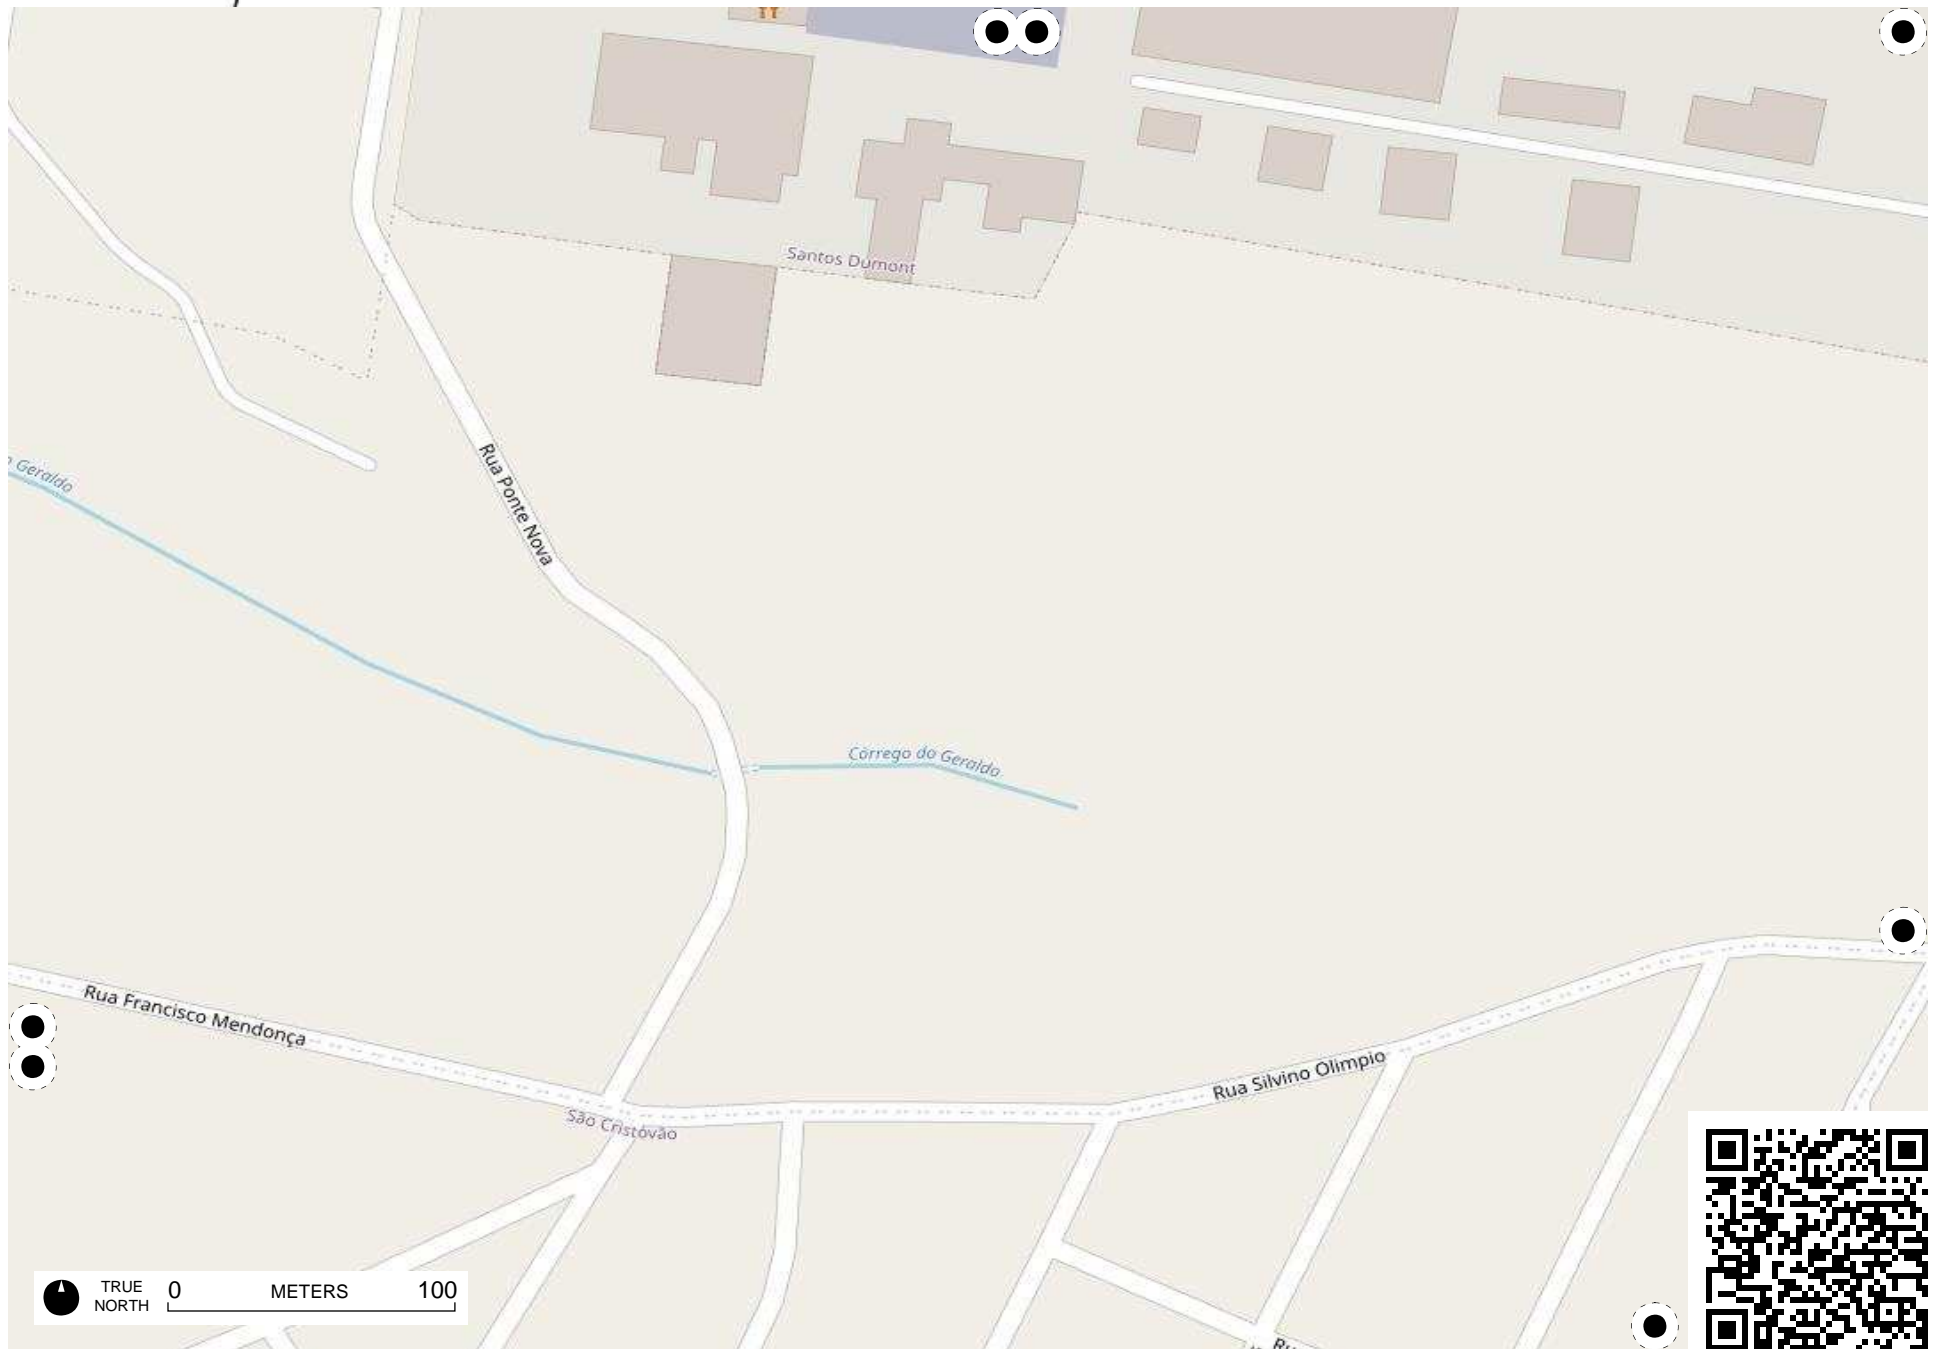 Santos Dumont
Geraldo
Rua Ponte Nova
Córrego do Geraldo
Rua Francisco Mendonça
Rua Silvino Olimpio
São Cristóvão
TRUE
NORTH
0 METERS 100